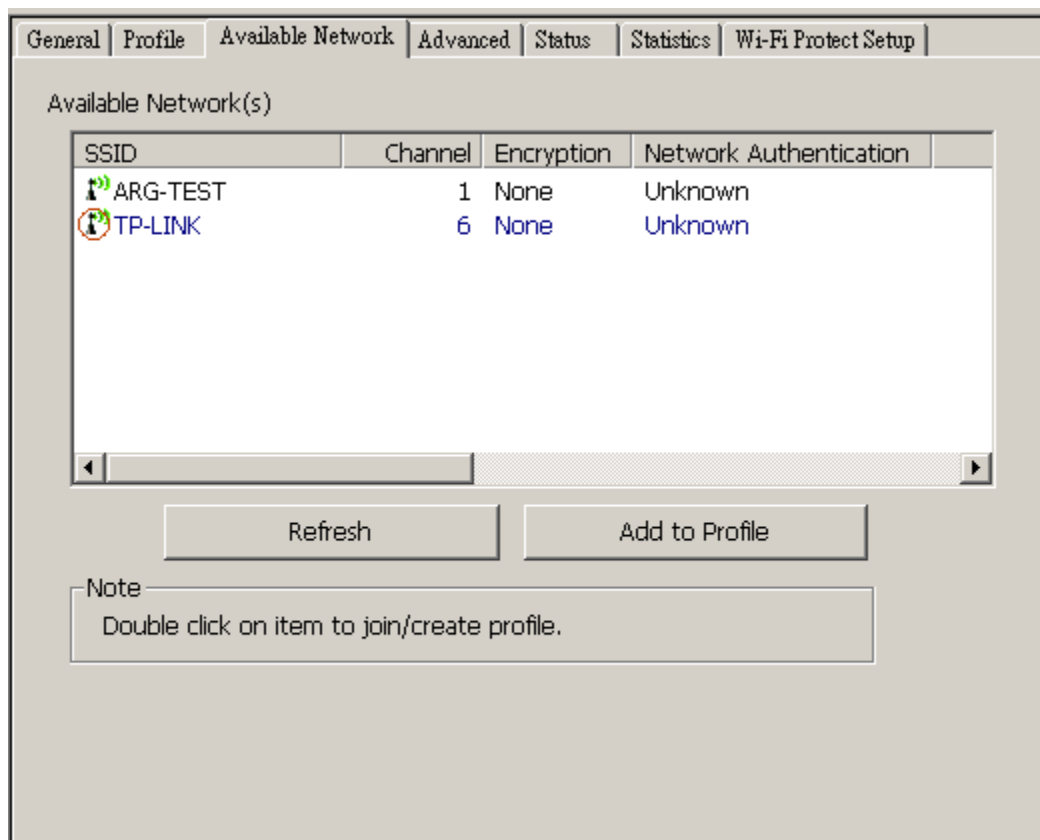 General Profile Available Network Advanced Status Statistics Wi-Fi Protect Setup
Available Network(s)
SSID Channel Encryption Network Authentication
ARG-TEST 1 None Unknown
TP-LINK 6 None Unknown
Refresh Add to Profile
Note
Double click on item to join/create profile.